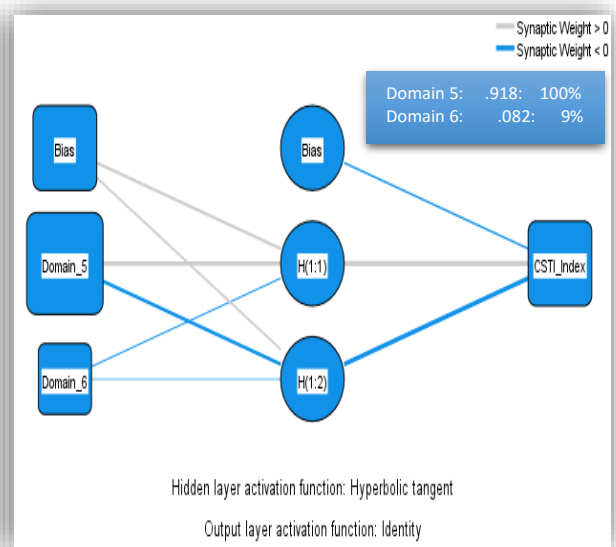 Synaptic Weight > 0
Synaptic Weight < 0
Domain 5: .918: 100%
Domain 6: .082: 9%
Bias
Bias
Domain_5
H(1:1)
CSTI_Index
Domain_6
H(1:2)
Hidden layer activation function: Hyperbolic tangent
Output layer activation function: Identity